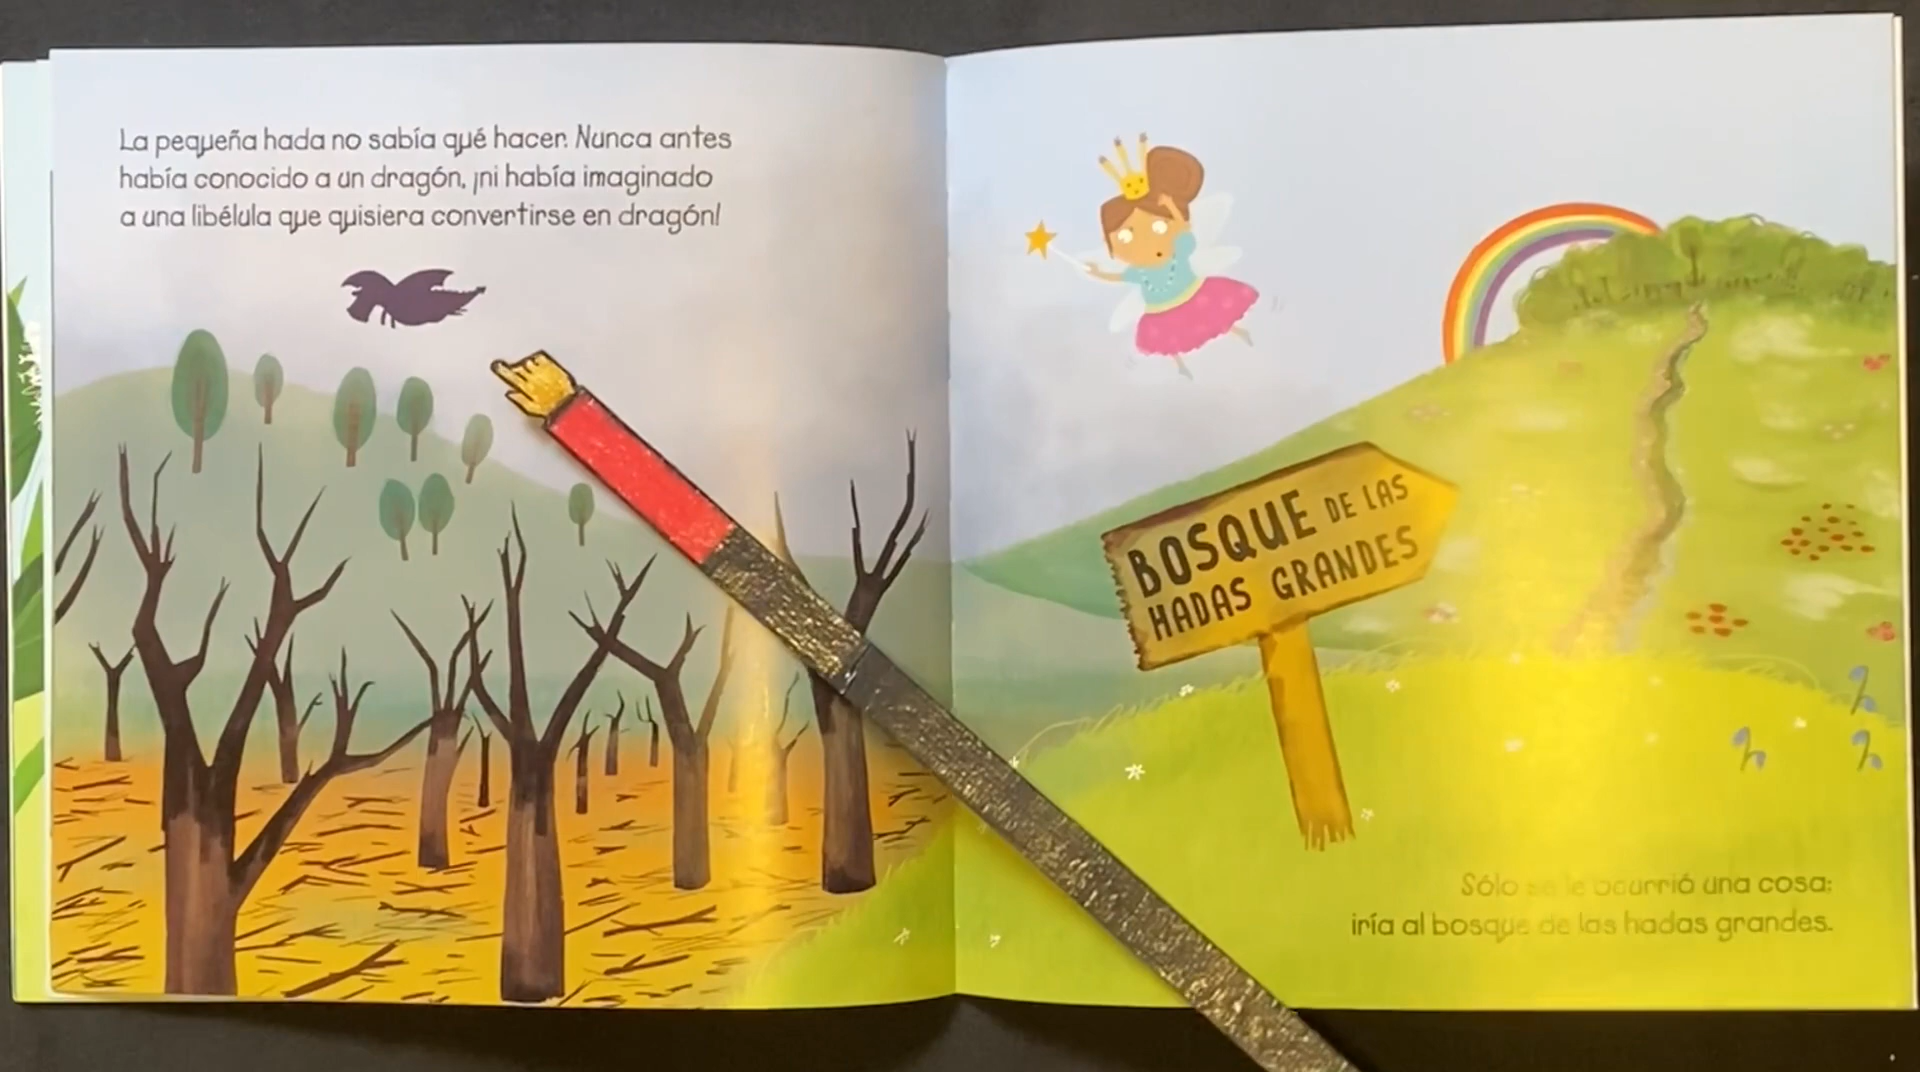 La pequeña hada no sabía qué hacer. Nunca antes
había conocido a un dragón, ¡ni había imaginado
a una libélula que quisiera convertirse en dragón!
BOSQUE DE LAS
HADAS GRANDES
Sólo se le ocurrió una cosa:
iría al bosque de las hadas grandes.